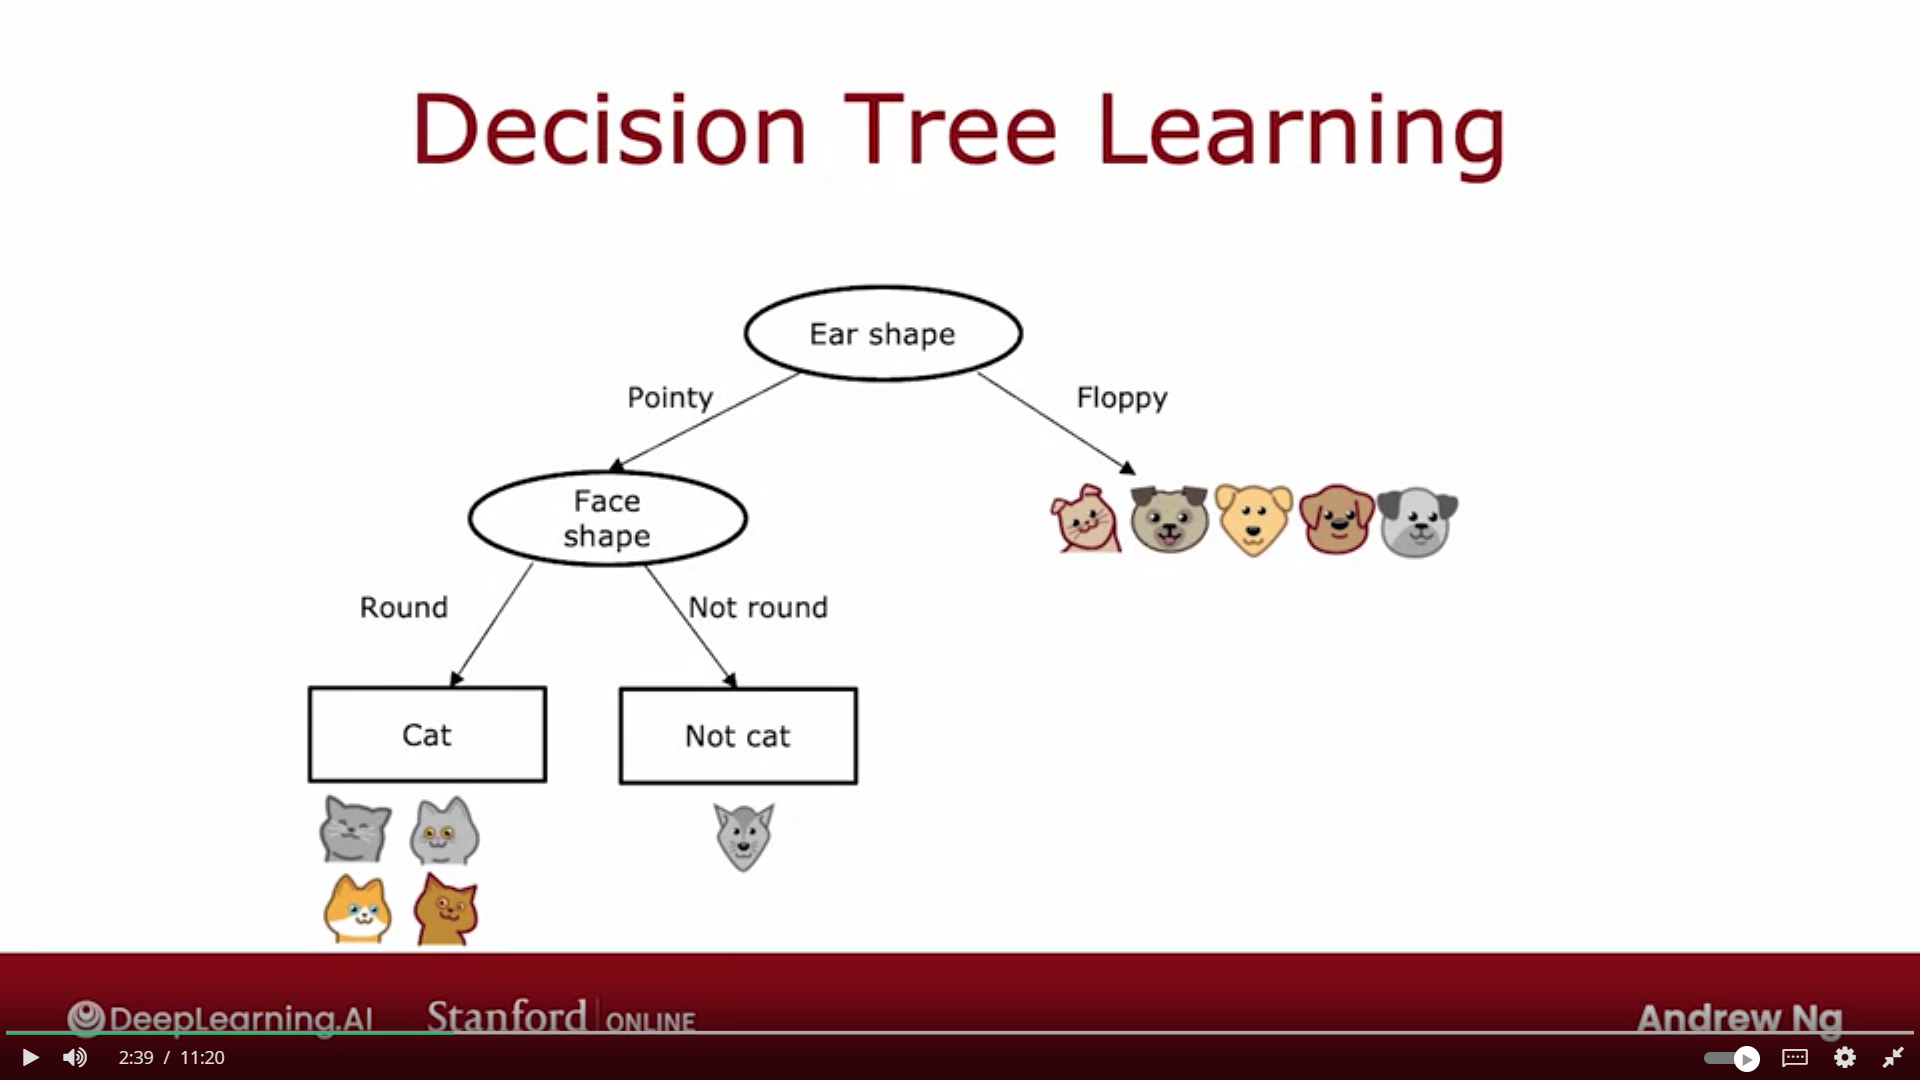 Decision Tree Learning
Ear shape
Pointy
Floppy
Face
shape
Round
Not round
Cat
Not cat
DeepLearning.AI
Stanford ONLINE
Andrew Ng
2:39 / 11:20